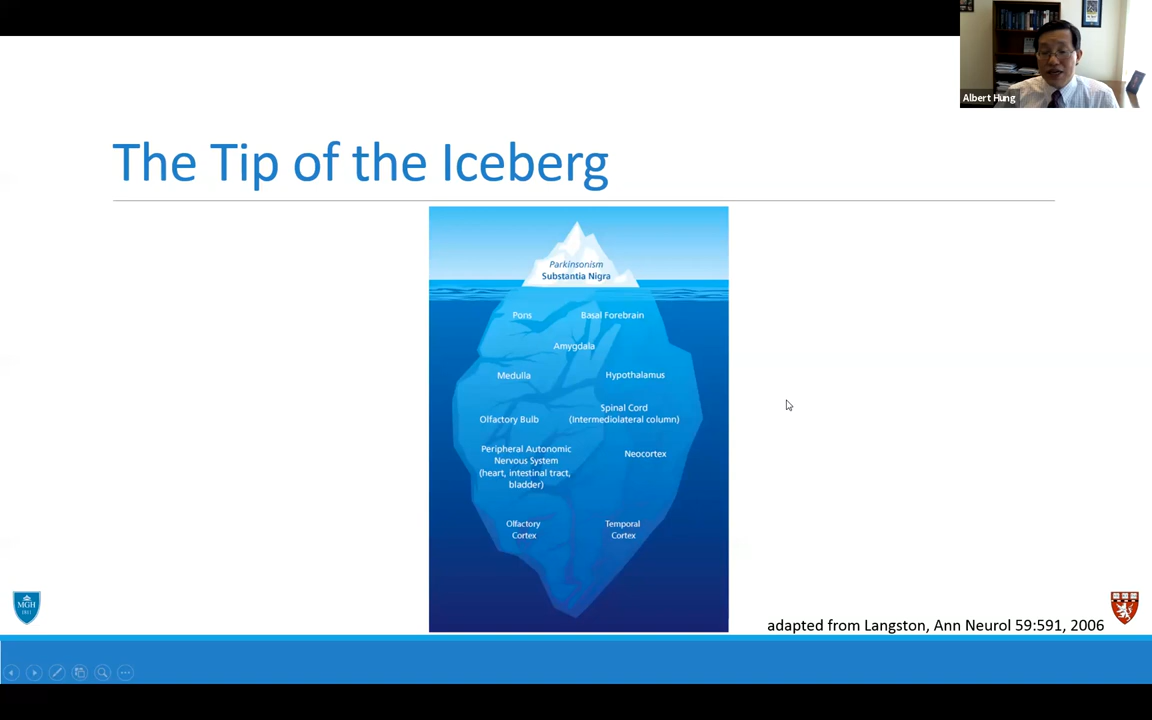 Albert Hung
The Tip of the Iceberg
Parkinsonism
Substantia Nigra
Pons
Basal Forebrain
Amygdala
Medulla
Hypothalamus
Olfactory Bulb
Spinal Cord
(Intermediolateral column)
Peripheral Autonomic
Nervous System
(heart, intestinal tract,
bladder)
Neocortex
Olfactory
Cortex
Temporal
Cortex
MGH
1811
adapted from Langston, Ann Neurol 59:591, 2006